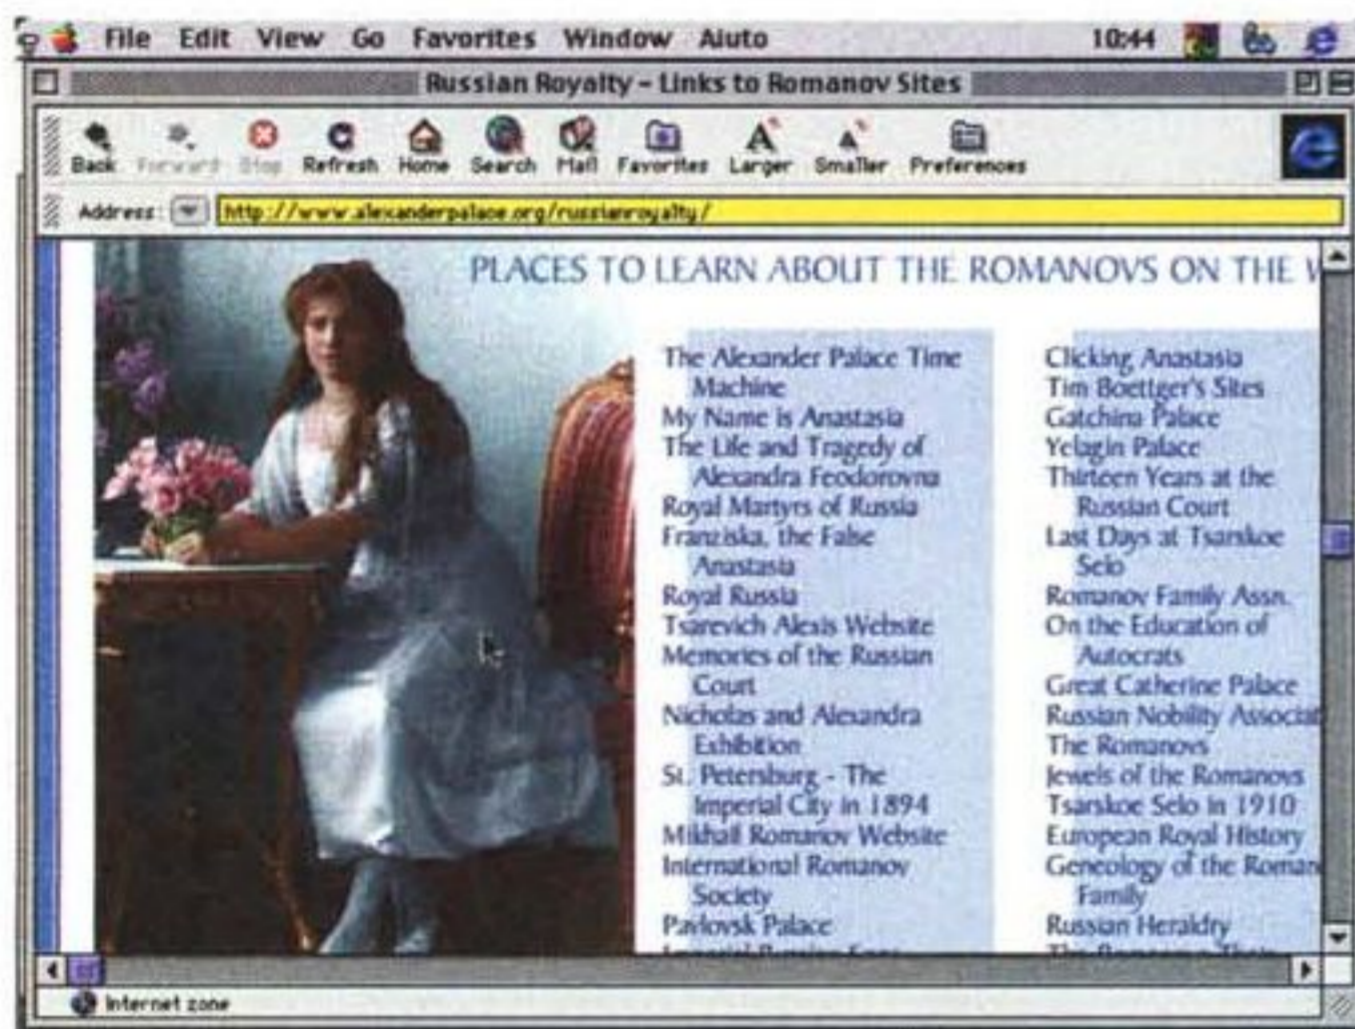 File Edit View Go Favorites Window Aiuto 10:44
Russian Royalty – Links to Romanov Sites
Back Forward Stop Refresh Home Search Mail Favorites Larger Smaller Preferences
Address: http://www.alexanderpalace.org/russianroyalty/
PLACES TO LEARN ABOUT THE ROMANOVS ON THE
The Alexander Palace Time
Machine
My Name is Anastasia
The Life and Tragedy of
Alexandra Feodorovna
Royal Martyrs of Russia
Franziska, the False
Anastasia
Royal Russia
Tsarevich Alexis Website
Memories of the Russian
Court
Nicholas and Alexandra
Exhibition
St. Petersburg - The
Imperial City in 1894
Mikhail Romanov Website
International Romanov
Society
Pavlovsk Palace
Clicking Anastasia
Tim Boettger's Sites
Gatchina Palace
Yelagin Palace
Thirteen Years at the
Russian Court
Last Days at Tsarskoe
Selo
Romanov Family Assn.
On the Education of
Autocrats
Great Catherine Palace
Russian Nobility Associat
The Romanovs
Jewels of the Romanovs
Tsarskoe Selo in 1910
European Royal History
Geneology of the Roman
Family
Russian Heraldry
Internet zone